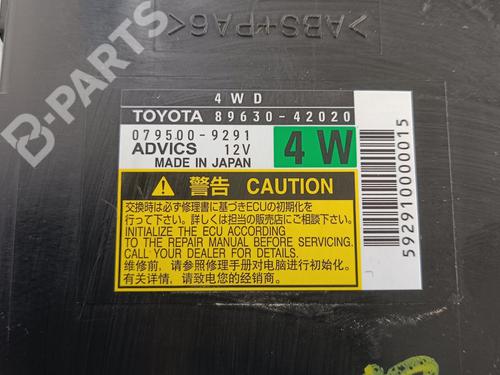 >ABS+PA6<
B-PARTS
4WD
TOYOTA 89630-42020
079500-9291
ADVICS 12V
MADE IN JAPAN
4W
警告 CAUTION
交換時は必ず修理書に基づきECUの初期化を
行って下さい。詳しくは担当の販売店にご相談下さい。
INITIALIZE THE ECU ACCORDING
TO THE REPAIR MANUAL BEFORE SERVICING.
CALL YOUR DEALER FOR DETAILS.
维修前，请参照修理手册对电脑进行初始化。
有关详情，请致电您的经销商。
592910000015